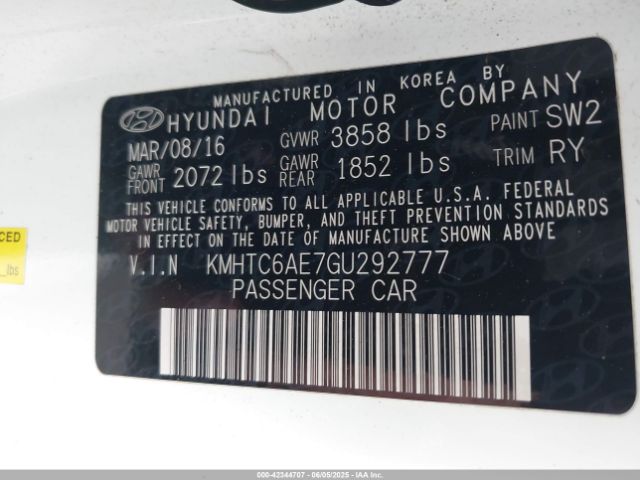 MANUFACTURED IN KOREA BY
HYUNDAI MOTOR COMPANY
MAR/08/16 GVWR 3858 lbs PAINT SW2
GAWR FRONT 2072 lbs GAWR REAR 1852 lbs TRIM RY
THIS VEHICLE CONFORMS TO ALL APPLICABLE U.S.A. FEDERAL
MOTOR VEHICLE SAFETY, BUMPER, AND THEFT PREVENTION STANDARDS
IN EFFECT ON THE DATE OF MANUFACTURE SHOWN ABOVE.
V.I.N KMHTC6AE7GU292777
PASSENGER CAR
CED
lbs
000-42344707 - 06/05/2025 - IAA Holdings, LLC.